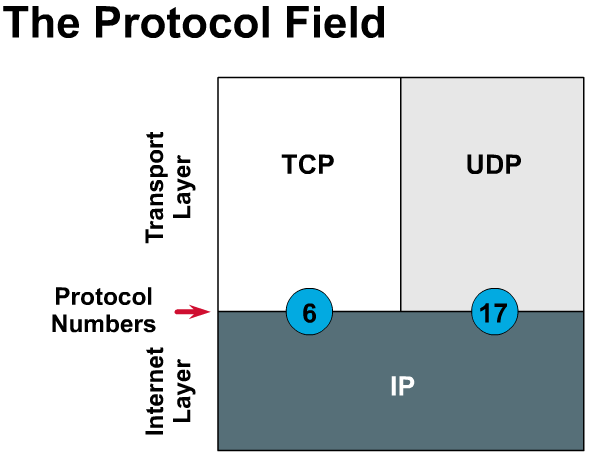 The Protocol Field
Transport
Layer
TCP
UDP
Protocol
Numbers
6
17
Internet
Layer
IP